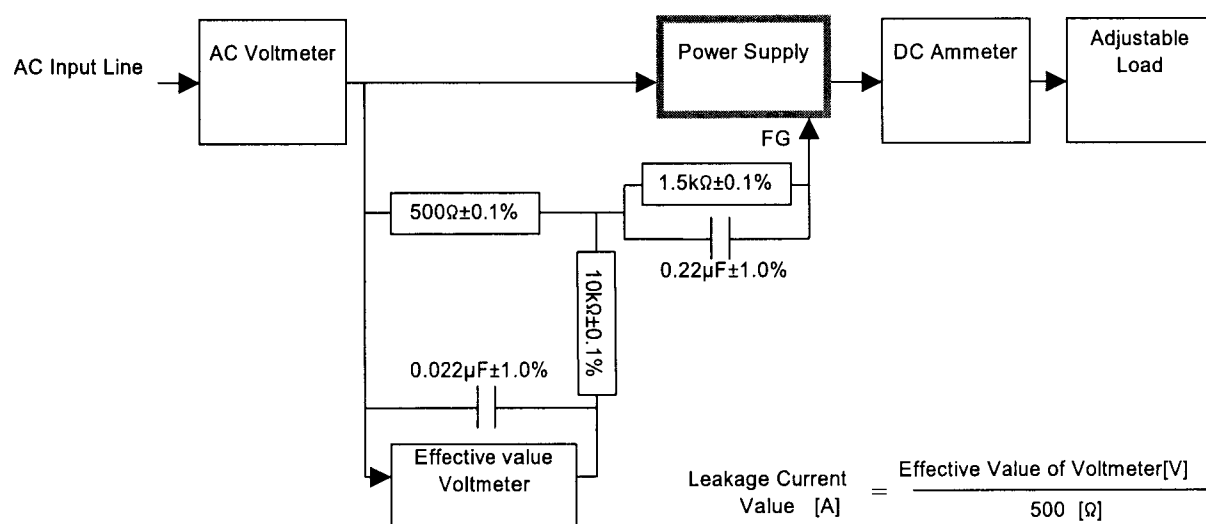 AC Input Line
AC Voltmeter
Power Supply
DC Ammeter
Adjustable
Load
FG
500Ω±0.1%
1.5kΩ±0.1%
0.22µF±1.0%
10kΩ±0.1%
0.022µF±1.0%
Effective value
Voltmeter
Leakage Current
Value [A]
=
Effective Value of Voltmeter[V]
500 [Ω]